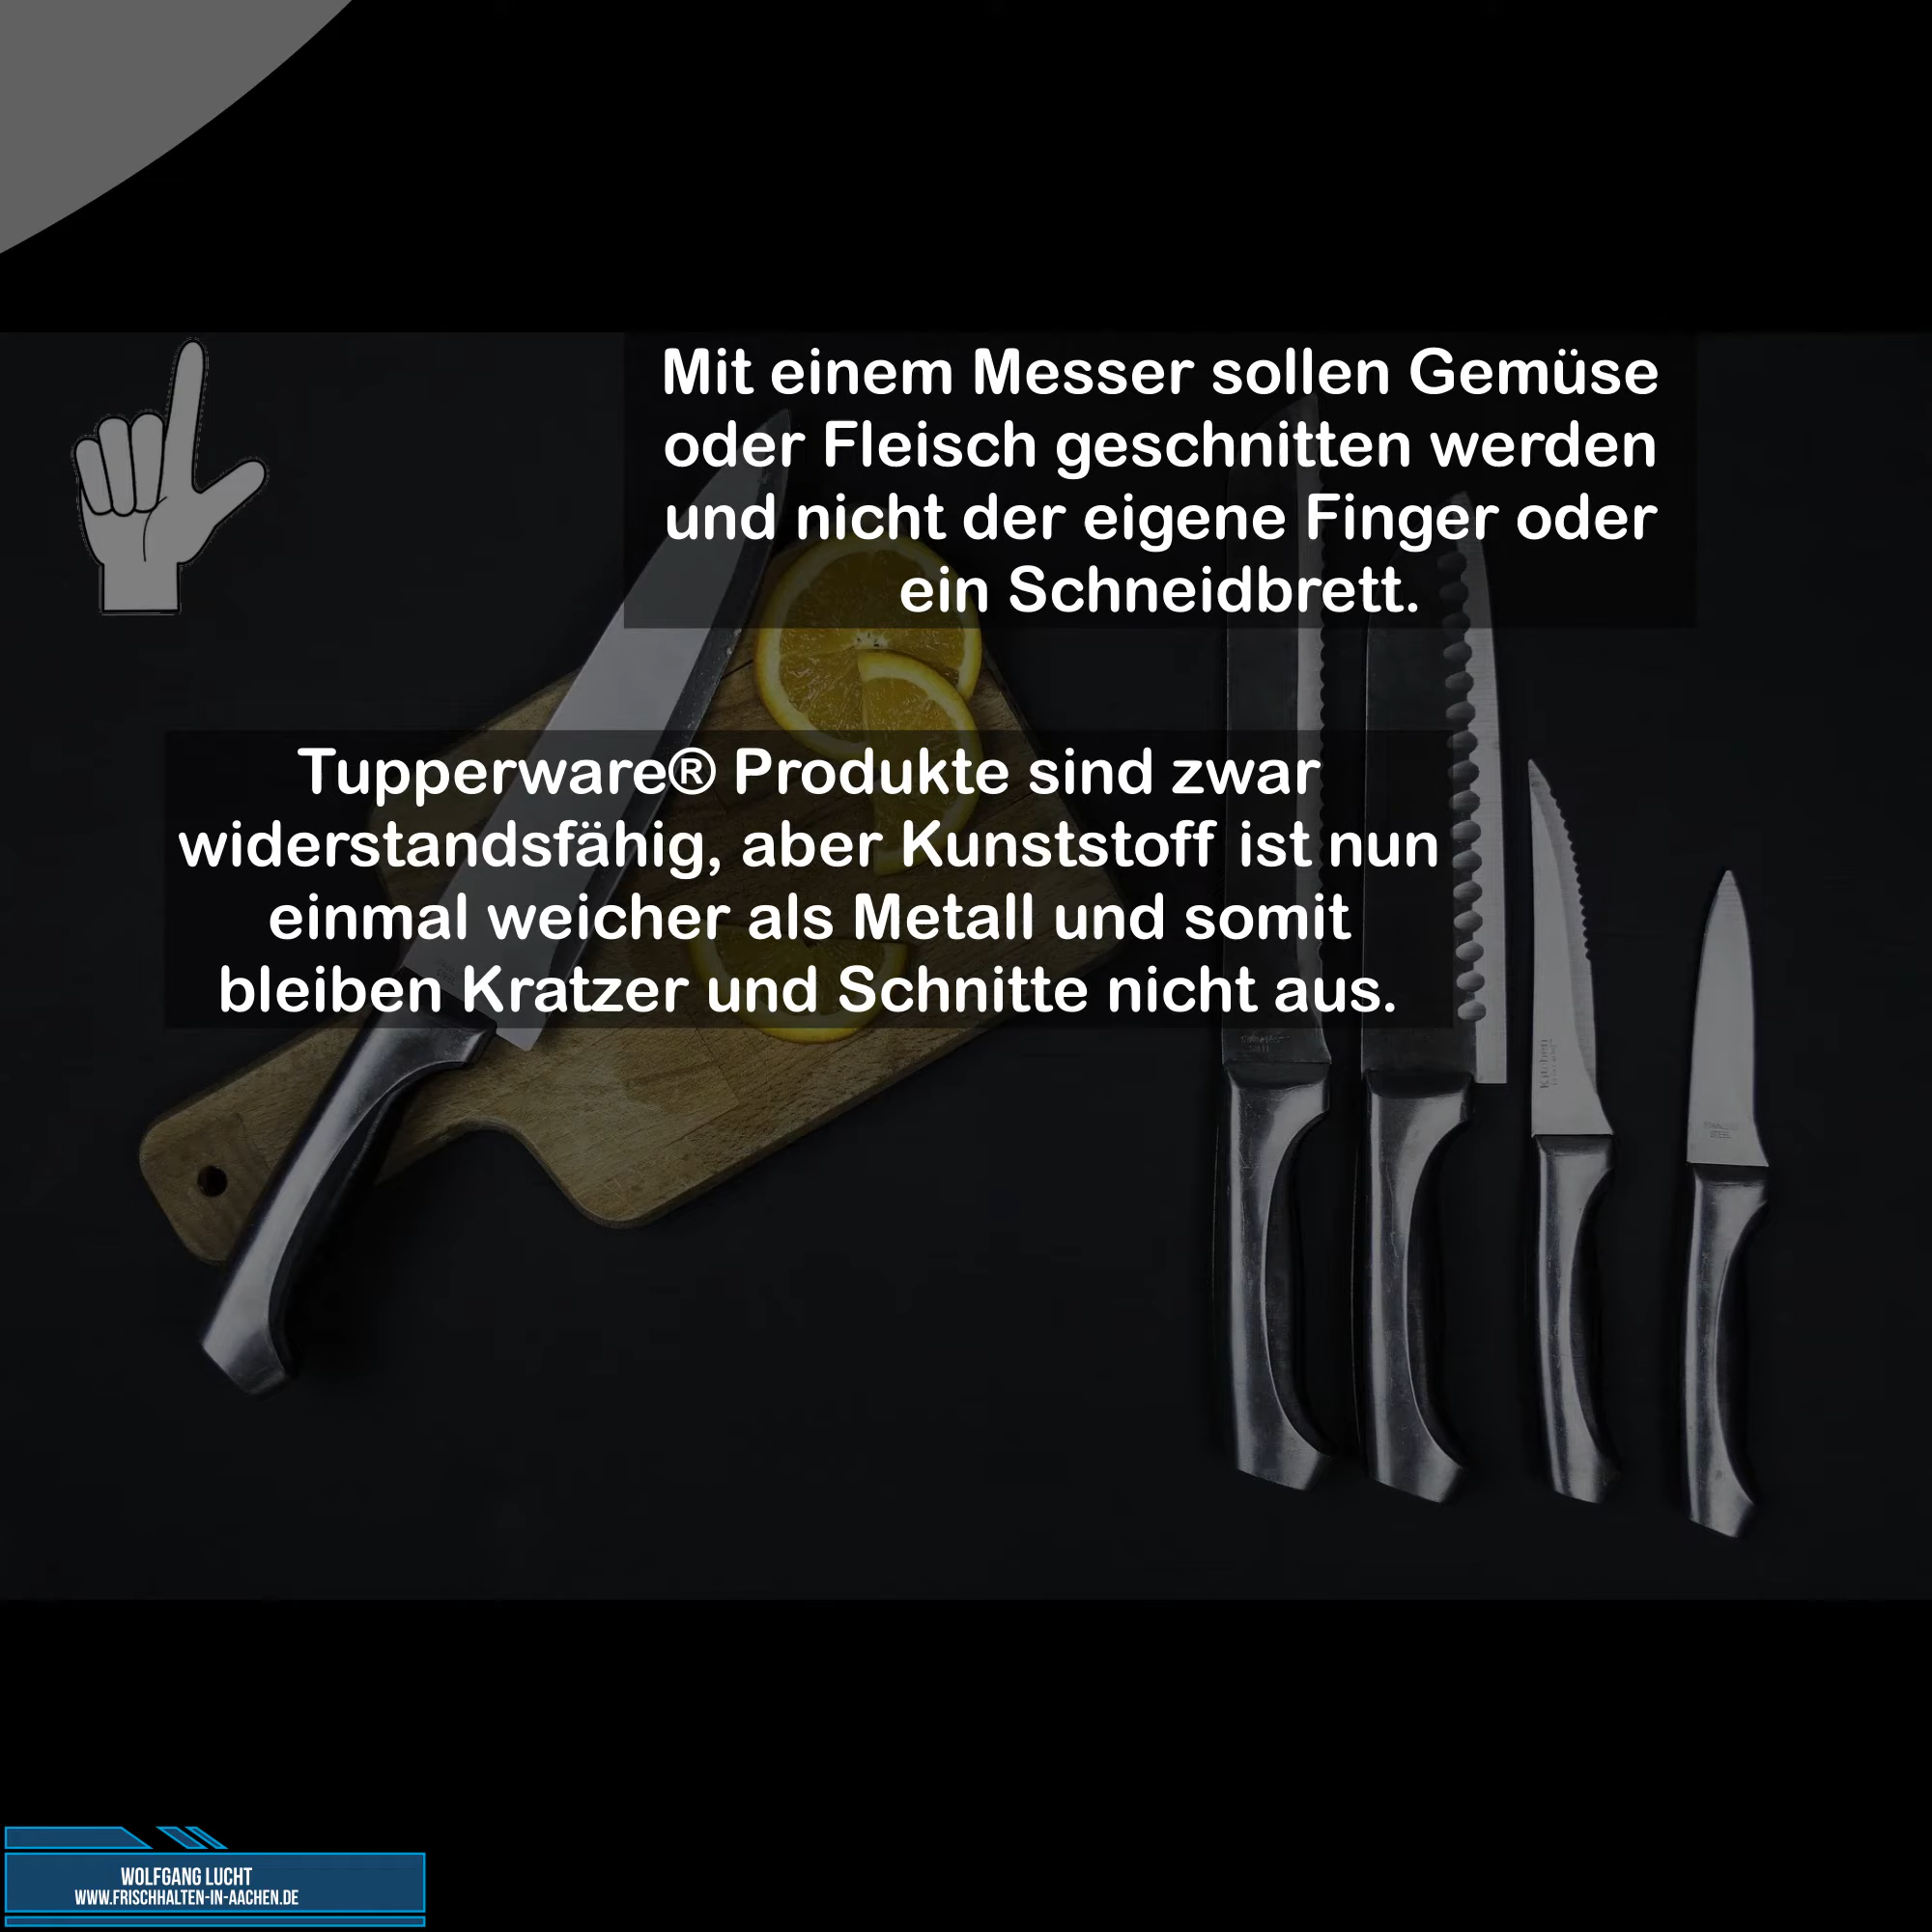 Mit einem Messer sollen Gemüse
oder Fleisch geschnitten werden
und nicht der eigene Finger oder
ein Schneidbrett.
Tupperware® Produkte sind zwar
widerstandsfähig, aber Kunststoff ist nun
einmal weicher als Metall und somit
bleiben Kratzer und Schnitte nicht aus.
Kitchen
STEEL
WOLFGANG LUCHT
WWW.FRISCHHALTEN-IN-AACHEN.DE